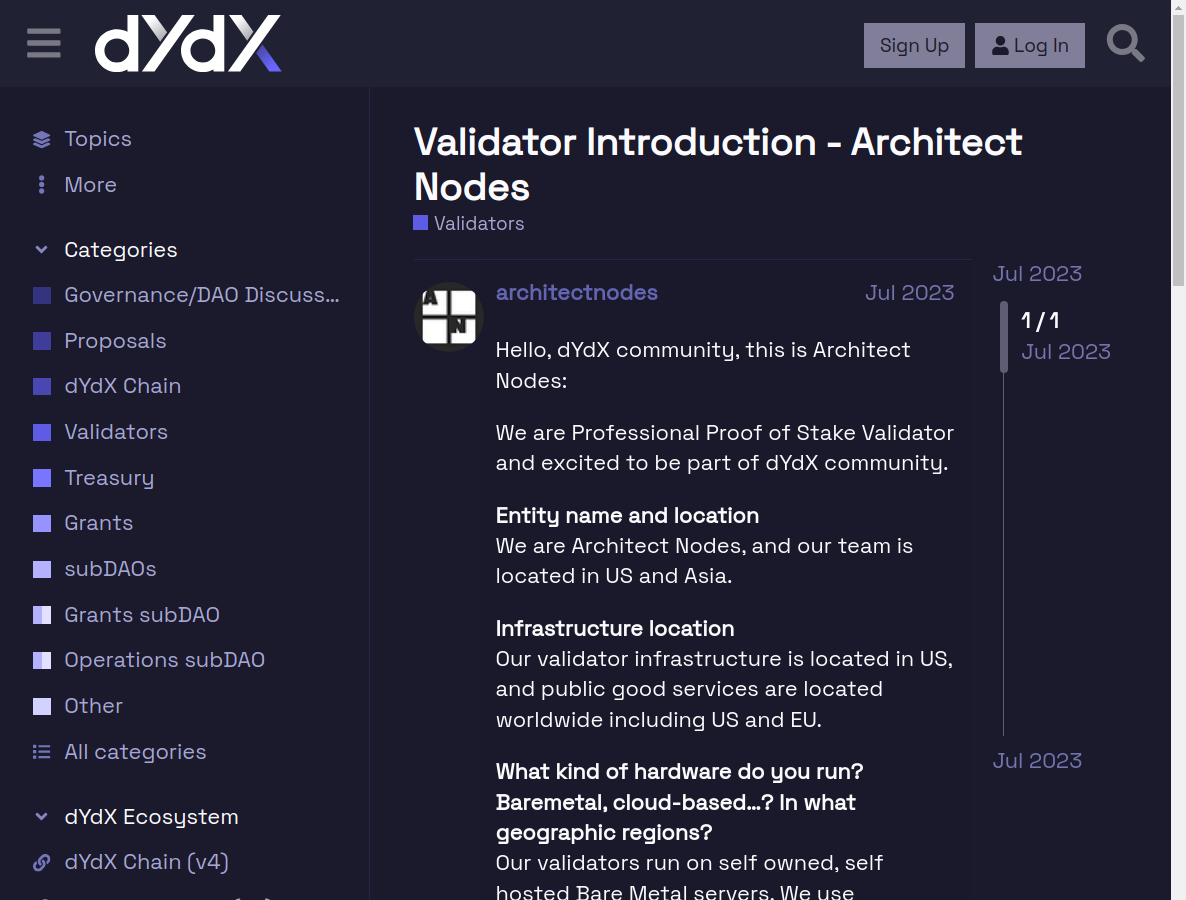 dYdX
Sign Up
Log In
Topics
More
Categories
Governance/DAO Discuss...
Proposals
dYdX Chain
Validators
Treasury
Grants
subDAOs
Grants subDAO
Operations subDAO
Other
All categories
dYdX Ecosystem
dYdX Chain (v4)
Validator Introduction - Architect
Nodes
Validators
A
N
architectnodes
Jul 2023
Hello, dYdX community, this is Architect
Nodes:
We are Professional Proof of Stake Validator
and excited to be part of dYdX community.
Entity name and location
We are Architect Nodes, and our team is
located in US and Asia.
Infrastructure location
Our validator infrastructure is located in US,
and public good services are located
worldwide including US and EU.
What kind of hardware do you run?
Baremetal, cloud-based…? In what
geographic regions?
Our validators run on self owned, self
hosted Bare Metal servers. We use
Jul 2023
1 / 1
Jul 2023
Jul 2023